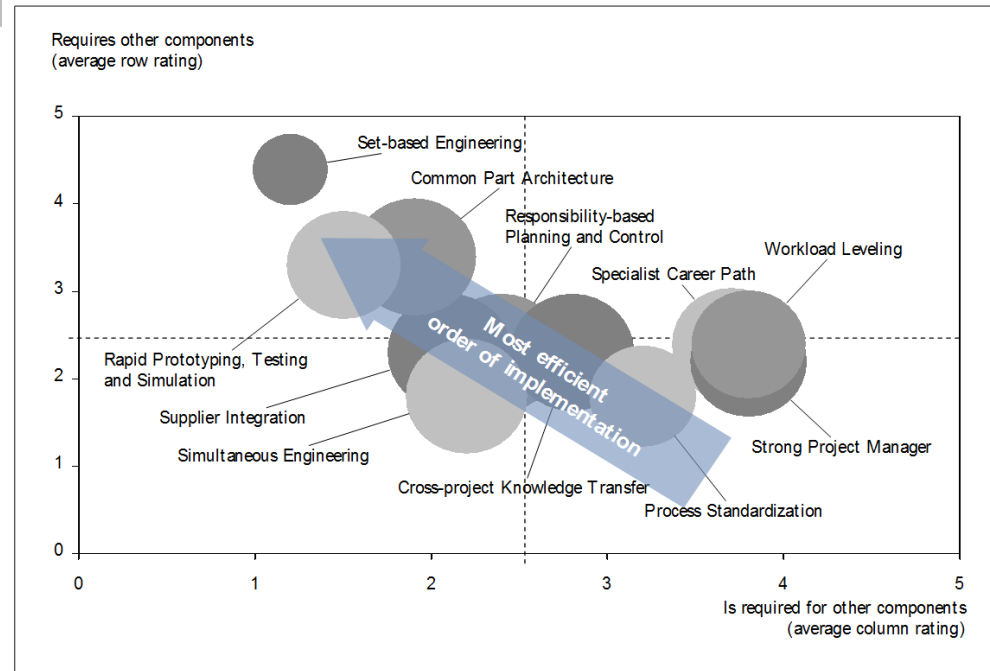 Requires other components
(average row rating)
5
Set-based Engineering
Common Part Architecture
4
Responsibility-based
Planning and Control
Workload Leveling
Specialist Career Path
3
Most efficient
order of implementation
Rapid Prototyping, Testing
and Simulation
2
Supplier Integration
Strong Project Manager
Simultaneous Engineering
Cross-project Knowledge Transfer
1
Process Standardization
0
0 1 2 3 4 5
Is required for other components
(average column rating)